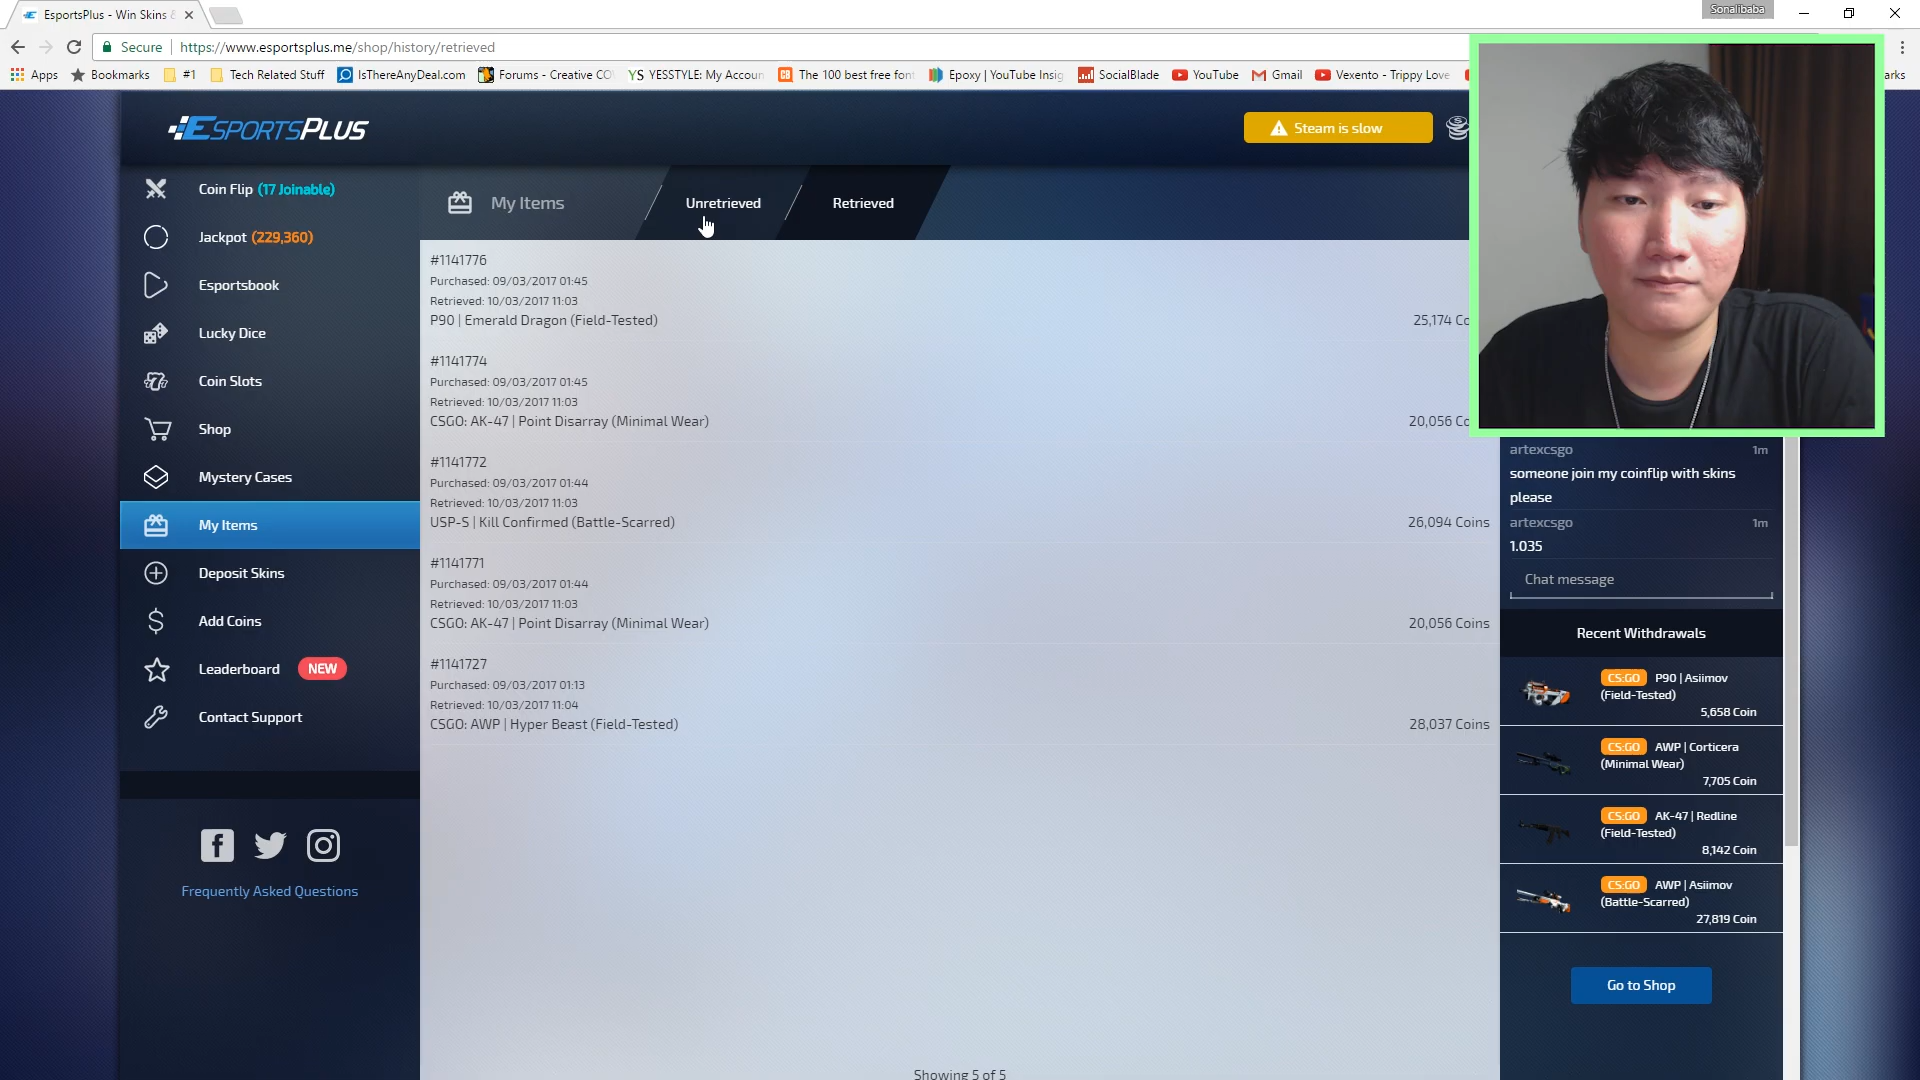 EsportsPlus - Win Skins &
Sonalibaba
Secure
https://www.esportsplus.me/shop/history/retrieved
Apps
Bookmarks
#1
Tech Related Stuff
IsThereAnyDeal.com
Forums - Creative CO
YS YESSTYLE: My Accoun
The 100 best free font
Epoxy | YouTube Insig
SocialBlade
YouTube
Gmail
Vexento - Trippy Love
arks
ESPORTSPLUS
Steam is slow
Coin Flip (17 Joinable)
Jackpot (229,360)
Esportsbook
Lucky Dice
Coin Slots
Shop
Mystery Cases
My Items
Deposit Skins
Add Coins
Leaderboard NEW
Contact Support
Frequently Asked Questions
My Items
Unretrieved
Retrieved
#1141776
Purchased: 09/03/2017 01:45
Retrieved: 10/03/2017 11:03
P90 | Emerald Dragon (Field-Tested)
25,174 Co
#1141774
Purchased: 09/03/2017 01:45
Retrieved: 10/03/2017 11:03
CSGO: AK-47 | Point Disarray (Minimal Wear)
20,056 Co
#1141772
Purchased: 09/03/2017 01:44
Retrieved: 10/03/2017 11:03
USP-S | Kill Confirmed (Battle-Scarred)
26,094 Coins
#1141771
Purchased: 09/03/2017 01:44
Retrieved: 10/03/2017 11:03
CSGO: AK-47 | Point Disarray (Minimal Wear)
20,056 Coins
#1141727
Purchased: 09/03/2017 01:13
Retrieved: 10/03/2017 11:04
CSGO: AWP | Hyper Beast (Field-Tested)
28,037 Coins
Showing 5 of 5
artexcsgo 1m
someone join my coinflip with skins
please
artexcsgo 1m
1.035
Chat message
Recent Withdrawals
CS:GO P90 | Asiimov
(Field-Tested)
5,658 Coin
CS:GO AWP | Corticera
(Minimal Wear)
7,705 Coin
CS:GO AK-47 | Redline
(Field-Tested)
8,142 Coin
CS:GO AWP | Asiimov
(Battle-Scarred)
27,819 Coin
Go to Shop